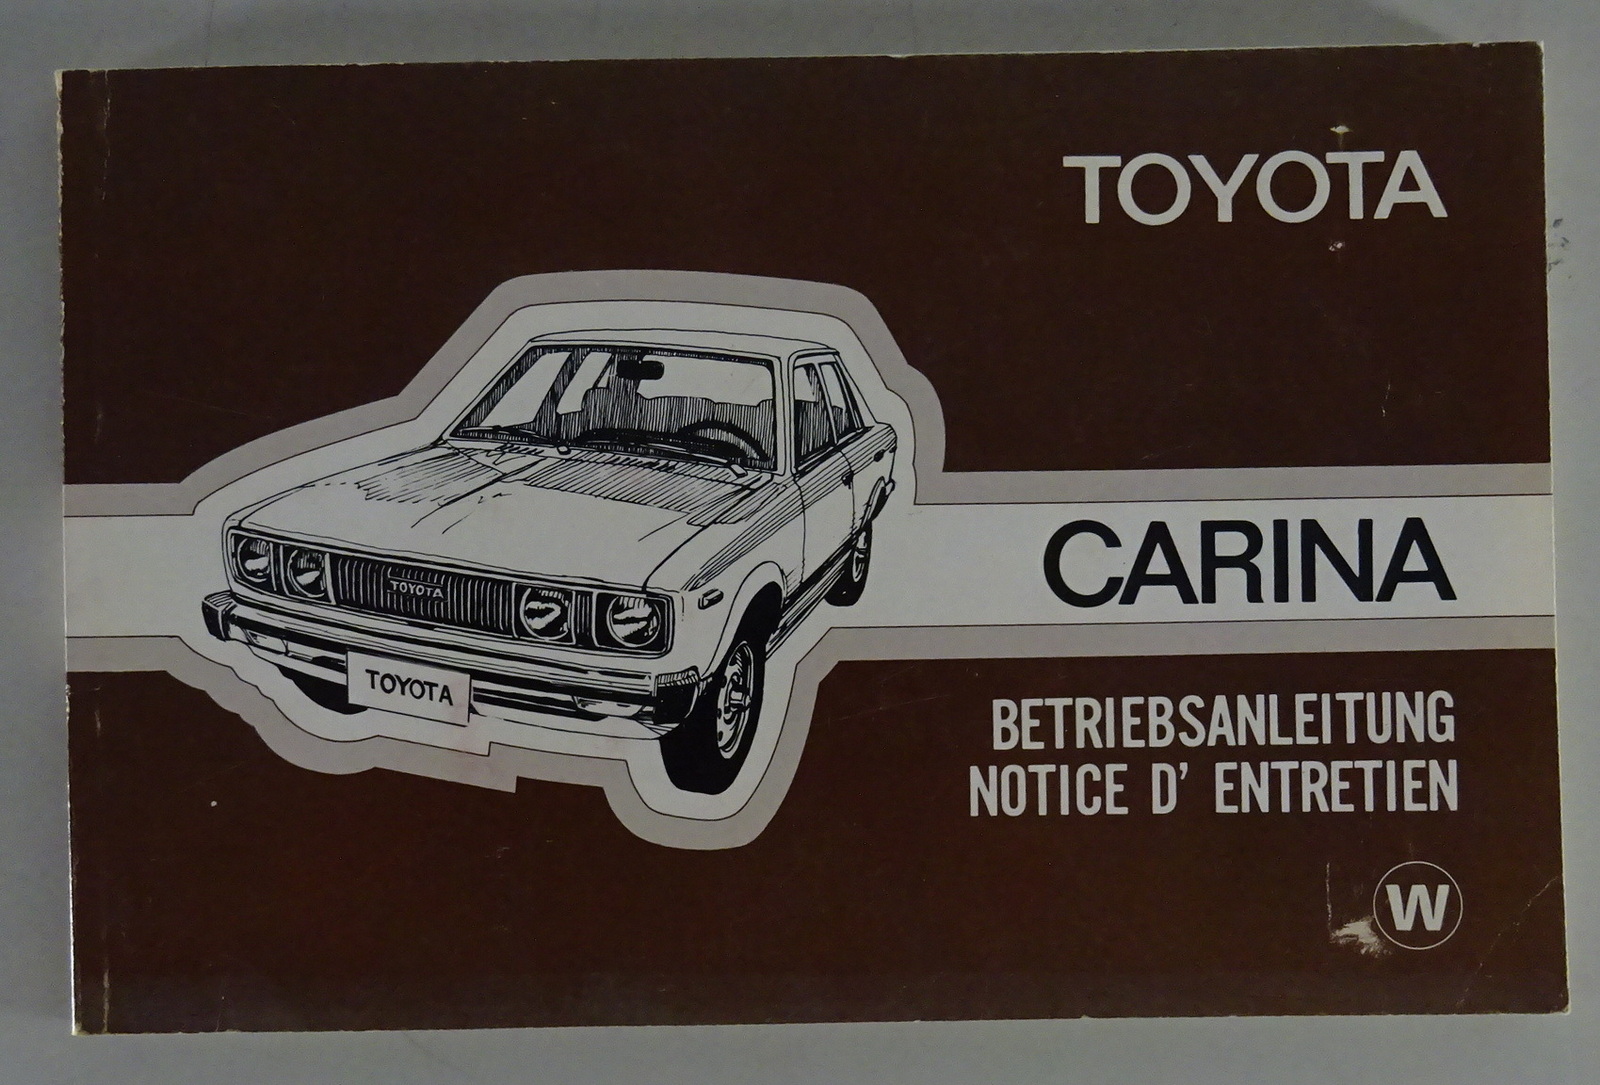 TOYOTA
TOYOTA
TOYOTA
CARINA
BETRIEBSANLEITUNG
NOTICE D' ENTRETIEN
W